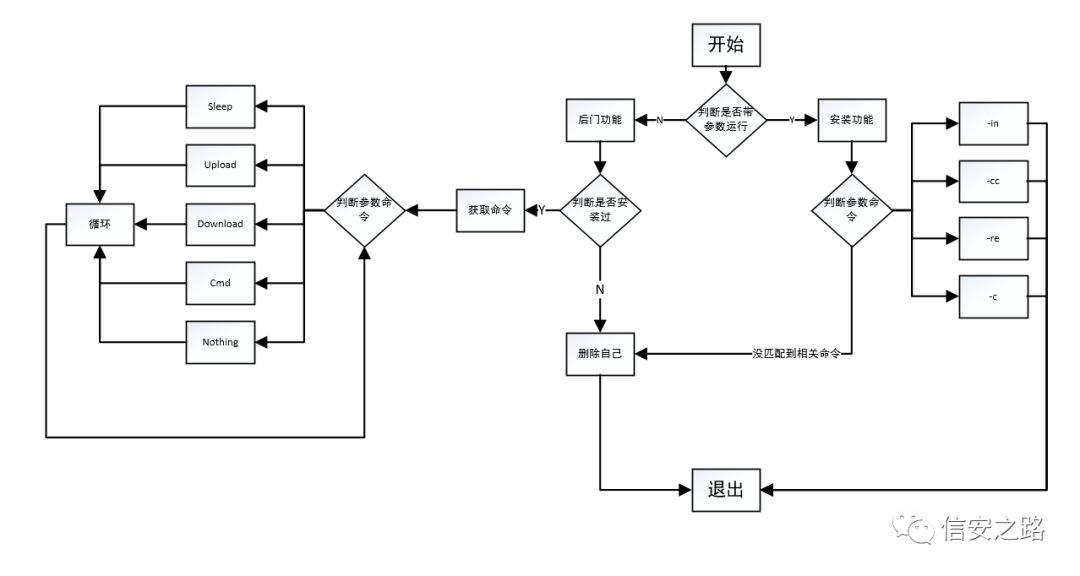 开始
判断是否带
参数运行
N
Y
后门功能
安装功能
判断是否安
装过
Y
N
获取命令
判断参数命
令
Sleep
Upload
Download
Cmd
Nothing
循环
判断参数命
令
-in
-cc
-re
-c
没匹配到相关命令
删除自己
退出
信安之路